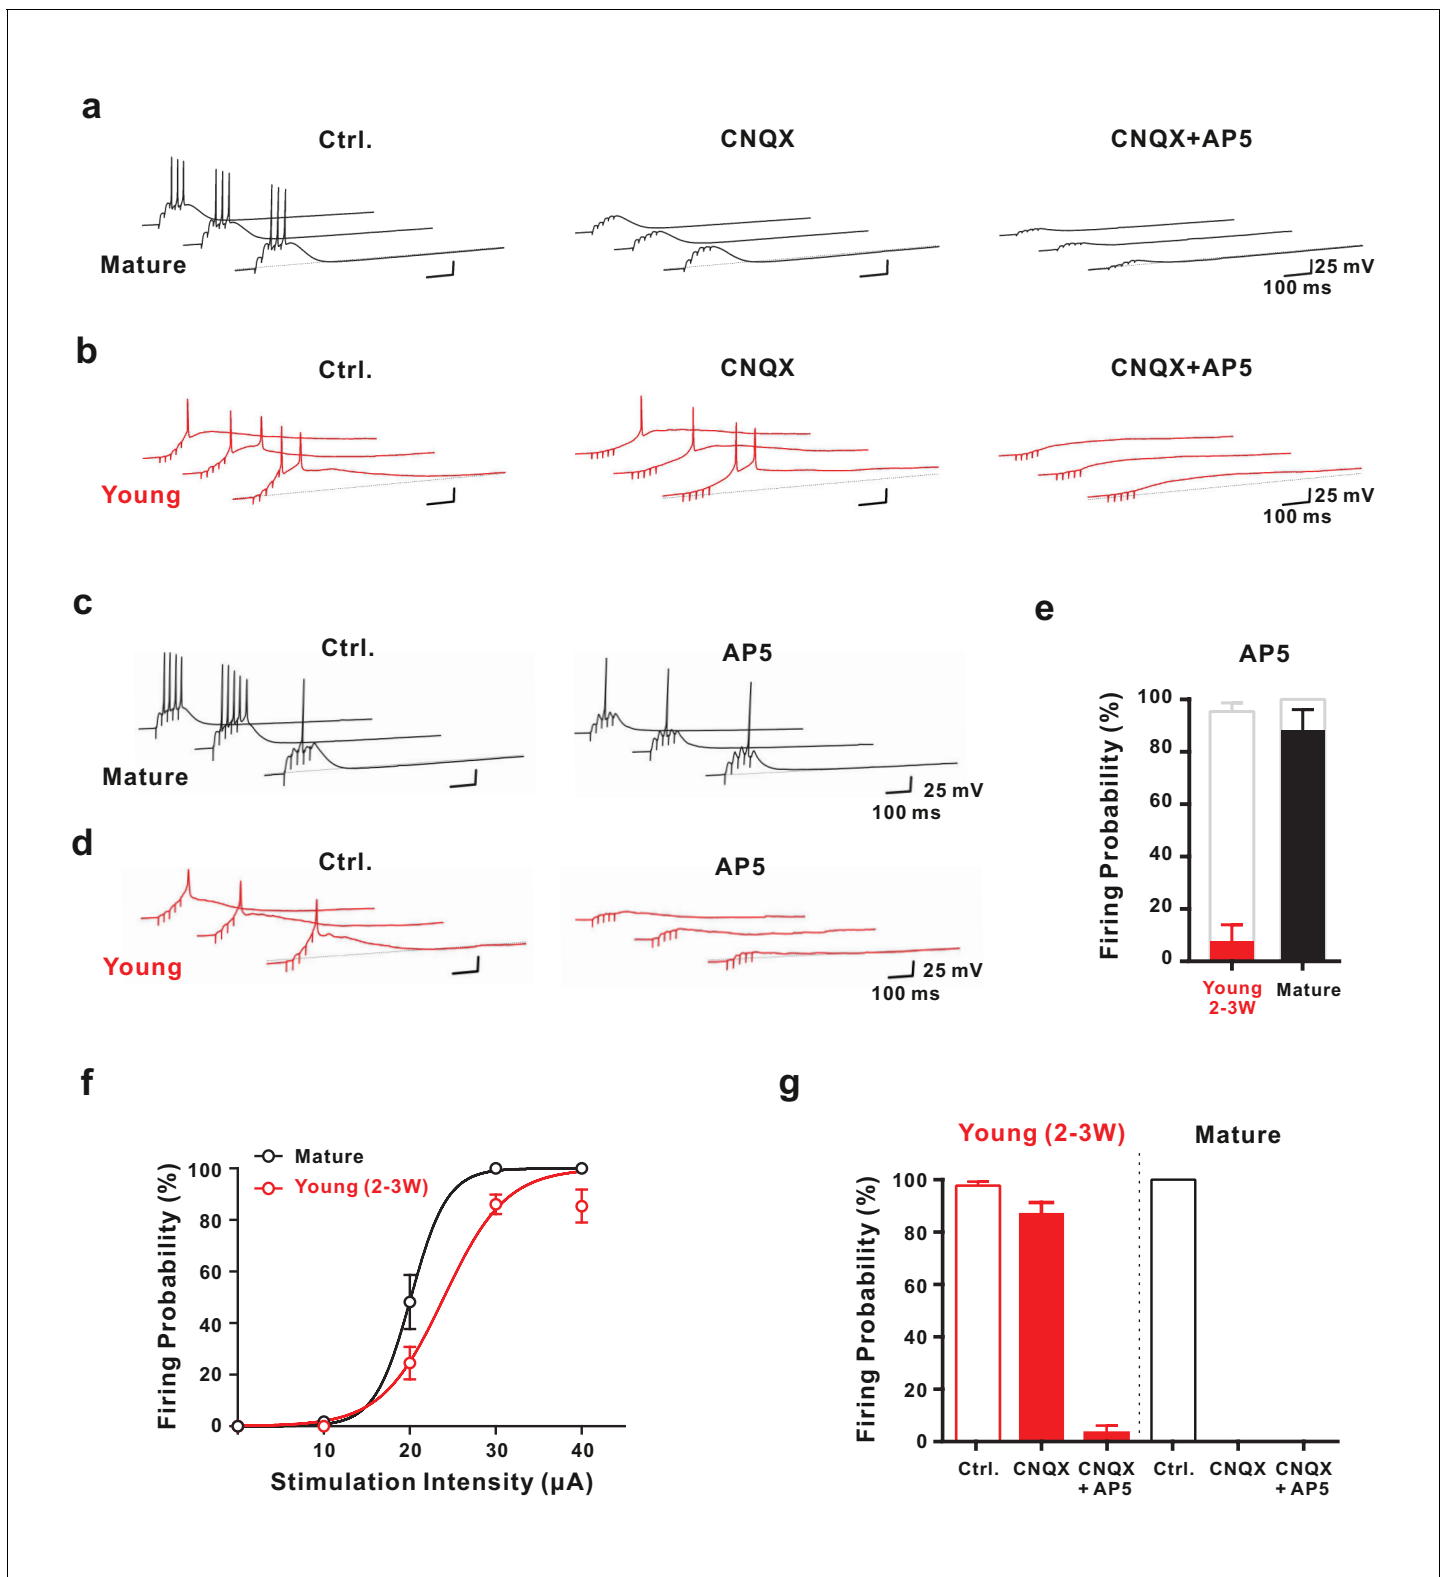 a
Ctrl.
CNQX
CNQX+AP5
Mature
25 mV
100 ms
b
Ctrl.
CNQX
CNQX+AP5
Young
25 mV
100 ms
c
Ctrl.
AP5
Mature
25 mV
100 ms
d
Ctrl.
AP5
Young
25 mV
100 ms
e
AP5
Firing Probability (%)
100
80
60
40
20
0
Young
2-3W
Mature
f
Mature
Young (2-3W)
Firing Probability (%)
100
80
60
40
20
0
10
20
30
40
Stimulation Intensity (µA)
g
Young (2-3W)
Mature
Firing Probability (%)
100
80
60
40
20
0
Ctrl.
CNQX
CNQX
+ AP5
Ctrl.
CNQX
CNQX
+ AP5